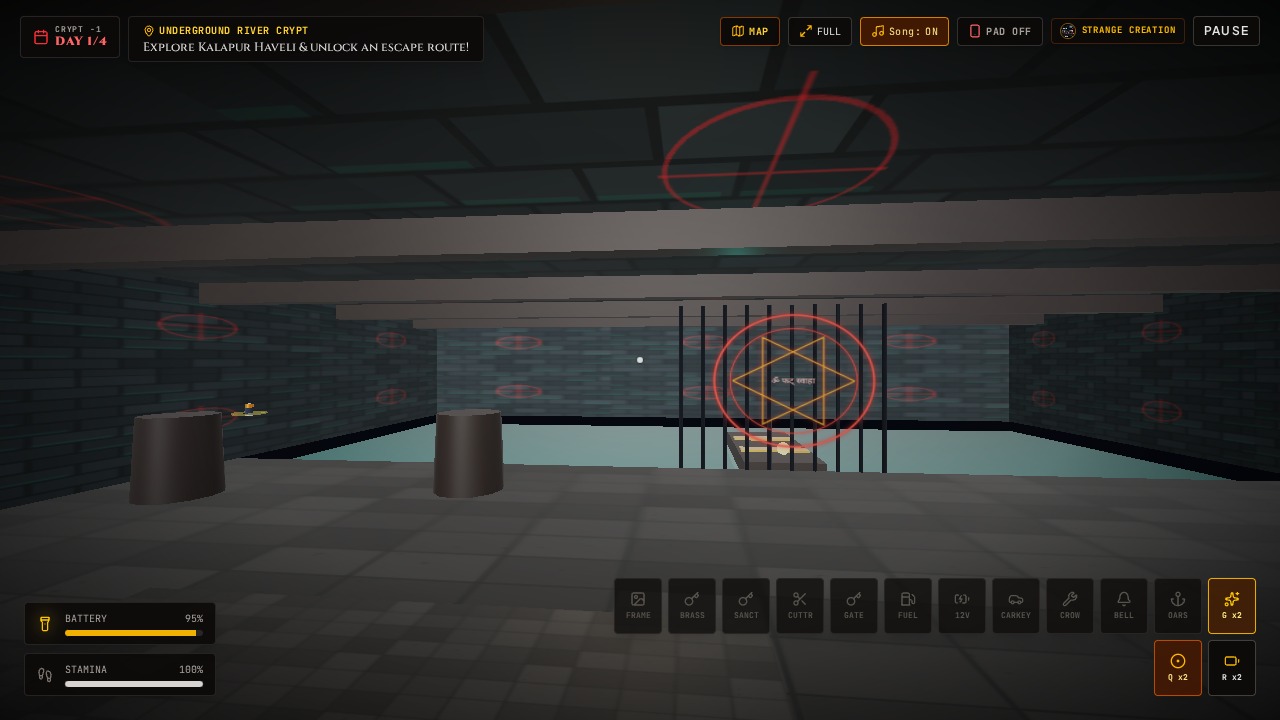 CRYPT -1
DAY 1/4
UNDERGROUND RIVER CRYPT
Explore Kalapur Haveli & unlock an escape route!
MAP
FULL
Song: ON
PAD OFF
STRANGE CREATION
PAUSE
ॐ फट् स्वाहा
BATTERY 95%
STAMINA 100%
FRAME
BRASS
SANCT
CUTTR
GATE
FUEL
12V
CARKEY
CROW
BELL
OARS
G x2
Q x2
R x2